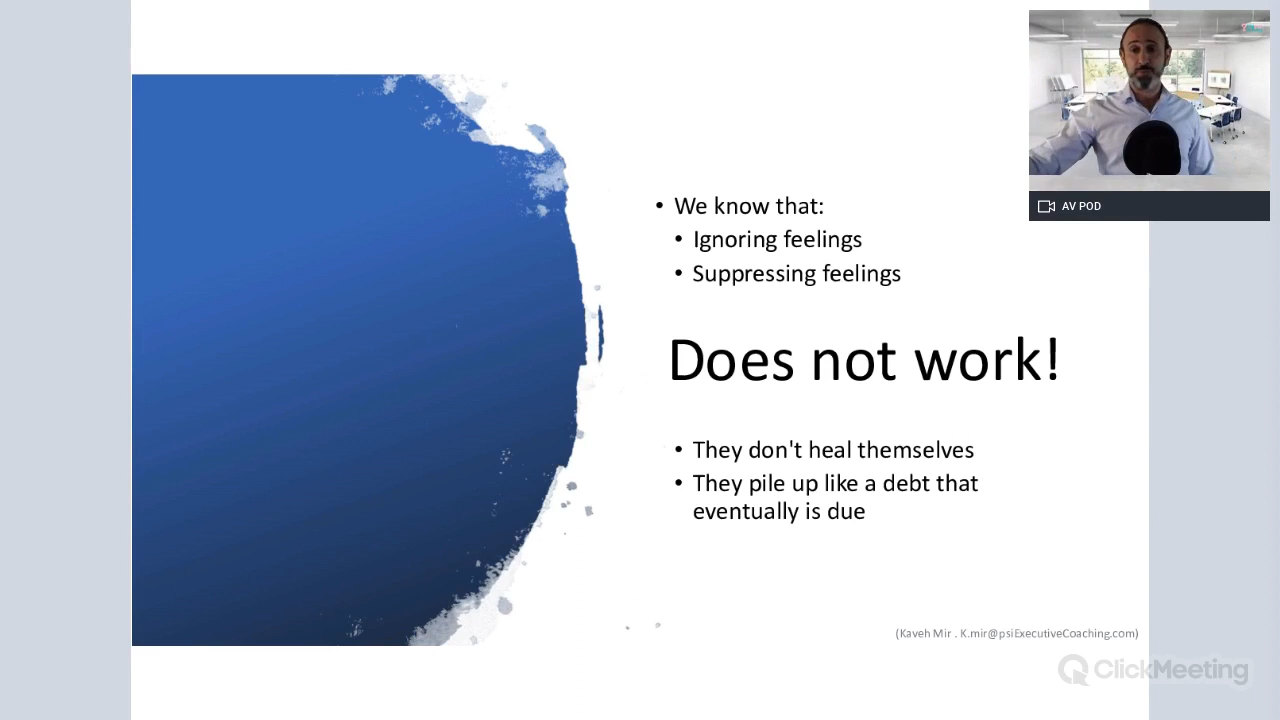 • We know that:
• Ignoring feelings
• Suppressing feelings
Does not work!
• They don't heal themselves
• They pile up like a debt that
eventually is due
(Kaveh Mir . K.mir@psiExecutiveCoaching.com)
AV POD
ClickMeeting